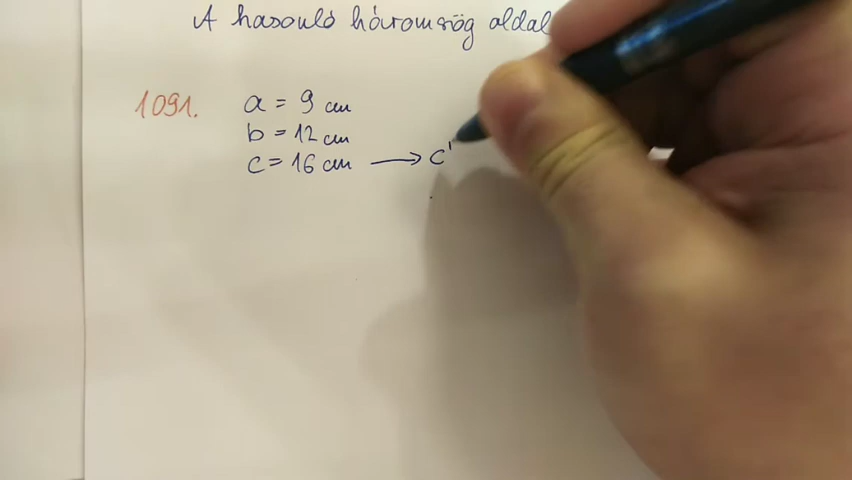 A hasonló háromszög oldal
1091. a = 9 cm
b = 12 cm
c = 16 cm → c'